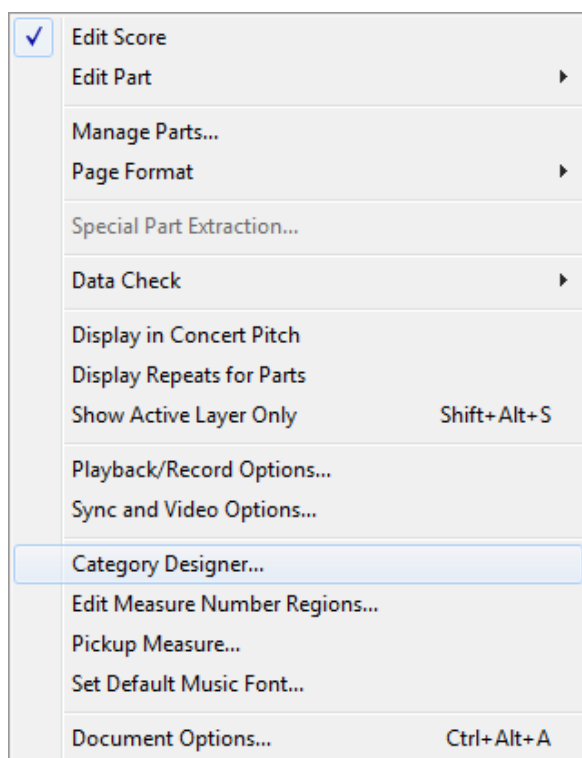 Edit Score
Edit Part
Manage Parts...
Page Format
Special Part Extraction...
Data Check
Display in Concert Pitch
Display Repeats for Parts
Show Active Layer Only Shift+Alt+S
Playback/Record Options...
Sync and Video Options...
Category Designer...
Edit Measure Number Regions...
Pickup Measure...
Set Default Music Font...
Document Options... Ctrl+Alt+A